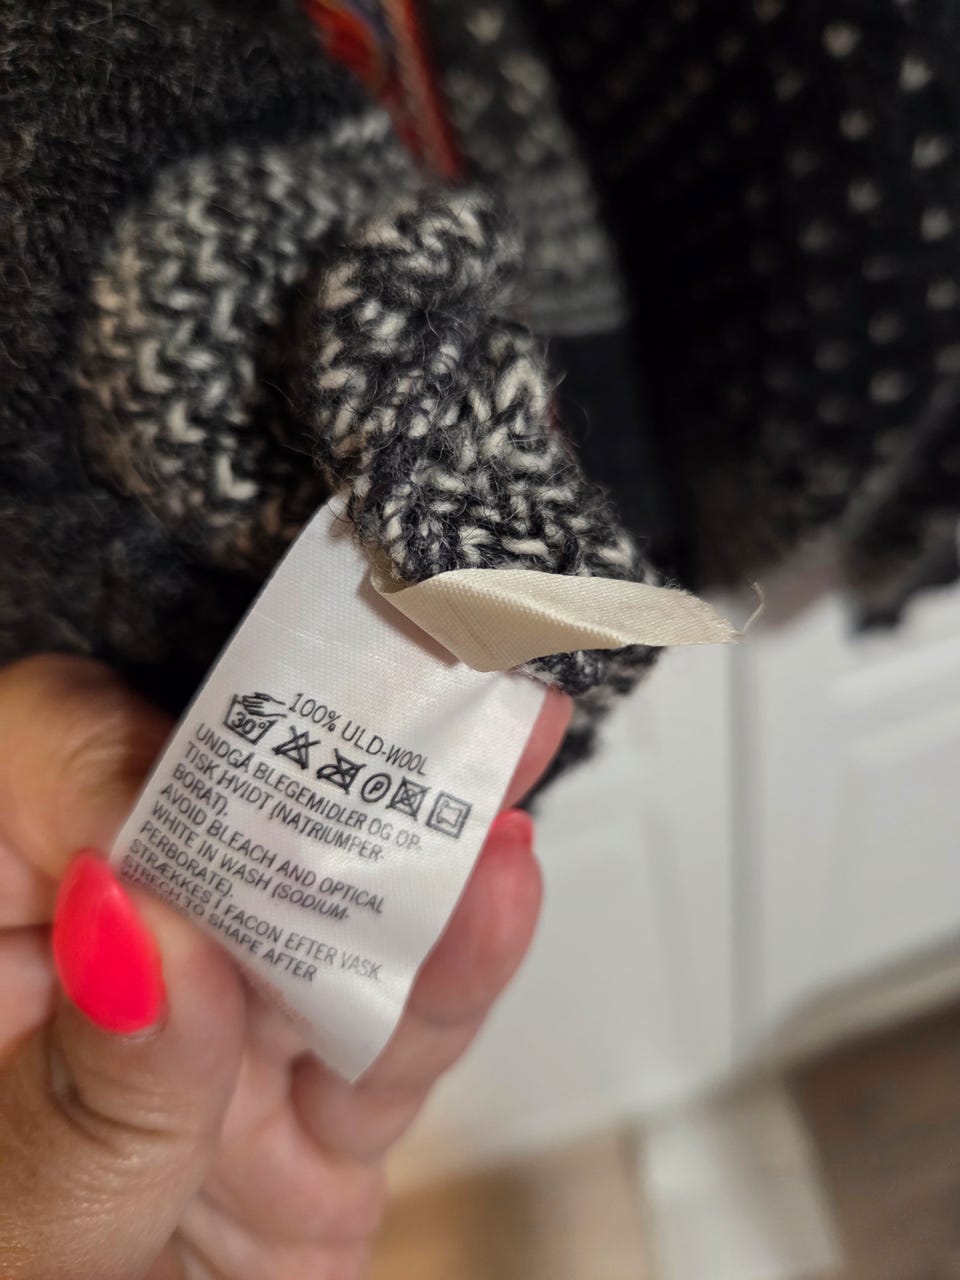 100% ULD-WOOL
30°
P
UNDGÅ BLEGEMIDLER OG OP-
TISK HVIDT (NATRIUMPER-
BORAT).
AVOID BLEACH AND OPTICAL
WHITE IN WASH (SODIUM-
PERBORATE).
STRÆKKES I FACON EFTER VASK.
STRECH TO SHAPE AFTER